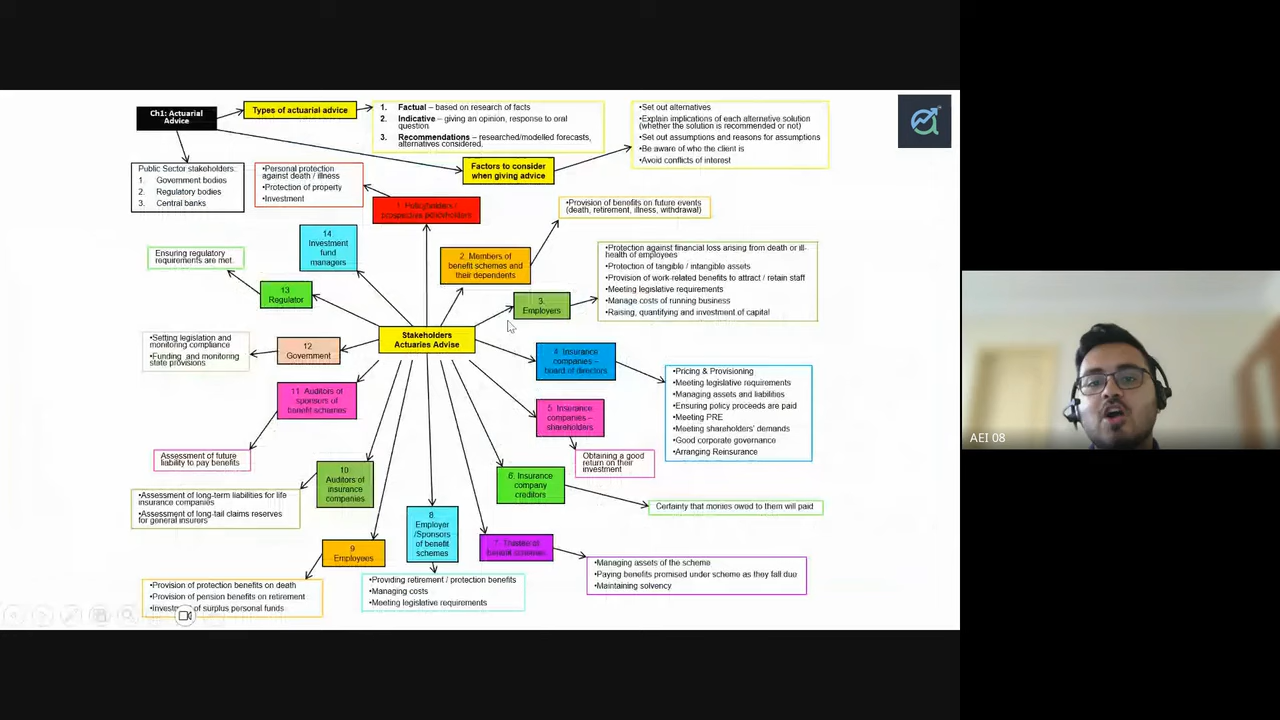 Ch1: Actuarial
Advice
Types of actuarial advice
1. Factual – based on research of facts
2. Indicative – giving an opinion, response to oral
question
3. Recommendations – researched/modelled forecasts,
alternatives considered.
•Set out alternatives
•Explain implications of each alternative solution
(whether the solution is recommended or not)
•Set out assumptions and reasons for assumptions
•Be aware of who the client is
•Avoid conflicts of interest
Factors to consider
when giving advice
Public Sector stakeholders:
1. Government bodies
2. Regulatory bodies
3. Central banks
•Personal protection
against death / illness
•Protection of property
•Investment
1. Policyholders /
prospective policyholders
•Provision of benefits on future events
(death, retirement, illness, withdrawal)
14
Investment
fund
managers
2. Members of
benefit schemes and
their dependents
Ensuring regulatory
requirements are met.
13
Regulator
3.
Employers
•Protection against financial loss arising from death or ill-
health of employees
•Protection of tangible / intangible assets
•Provision of work-related benefits to attract / retain staff
•Meeting legislative requirements
•Manage costs of running business
•Raising, quantifying and investment of capital
Stakeholders
Actuaries Advise
•Setting legislation and
monitoring compliance
•Funding and monitoring
state provisions
12
Government
4. Insurance
companies –
board of directors
•Pricing & Provisioning
•Meeting legislative requirements
•Managing assets and liabilities
•Ensuring policy proceeds are paid
•Meeting PRE
•Meeting shareholders' demands
•Good corporate governance
•Arranging Reinsurance
11. Auditors of
sponsors of
benefit schemes
5. Insurance
companies –
shareholders
Assessment of future
liability to pay benefits
Obtaining a good
return on their
investment
10
Auditors of
insurance
companies
6. Insurance
company
creditors
•Assessment of long-term liabilities for life
insurance companies
•Assessment of long-tail claims reserves
for general insurers
Certainty that monies owed to them will paid
8.
Employer
/Sponsors
of benefit
schemes
9
Employees
7. Trustee of
benefit schemes
•Managing assets of the scheme
•Paying benefits promised under scheme as they fall due
•Maintaining solvency
•Provision of protection benefits on death
•Provision of pension benefits on retirement
of surplus personal funds
•Providing retirement / protection benefits
•Managing costs
•Meeting legislative requirements
AEI 08